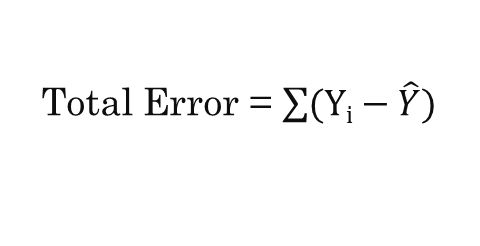 Total Error = ∑(Yᵢ − Ŷ)